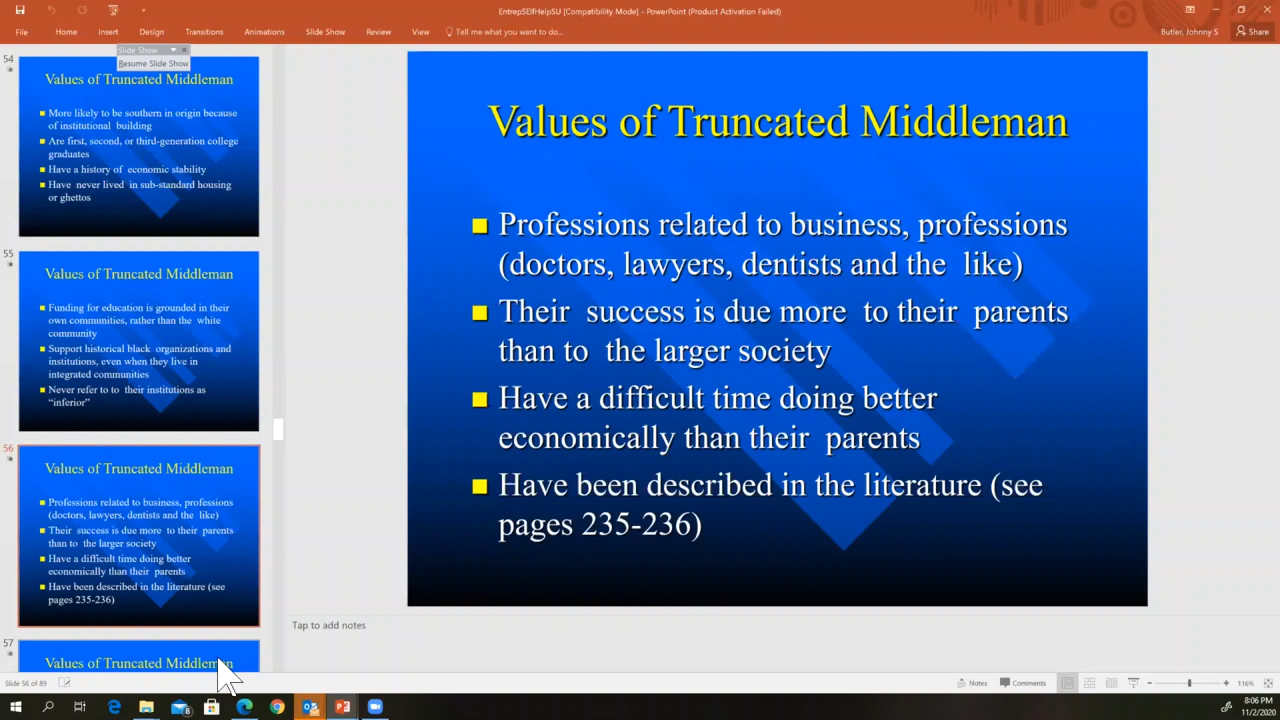 EntrepSElfHelpSU [Compatibility Mode] - PowerPoint (Product Activation Failed)
File Home Insert Design Transitions Animations Slide Show Review View Tell me what you want to do... Butler, Johnny S Share
Slide Show
Resume Slide Show
54
Values of Truncated Middleman
More likely to be southern in origin because
of institutional building
Are first, second, or third-generation college
graduates
Have a history of economic stability
Have never lived in sub-standard housing
or ghettos
55
Values of Truncated Middleman
Funding for education is grounded in their
own communities, rather than the white
community
Support historical black organizations and
institutions, even when they live in
integrated communities
Never refer to to their institutions as
“inferior”
56
Values of Truncated Middleman
Professions related to business, professions
(doctors, lawyers, dentists and the like)
Their success is due more to their parents
than to the larger society
Have a difficult time doing better
economically than their parents
Have been described in the literature (see
pages 235-236)
57
Values of Truncated Middleman
Values of Truncated Middleman
Professions related to business, professions
(doctors, lawyers, dentists and the like)
Their success is due more to their parents
than to the larger society
Have a difficult time doing better
economically than their parents
Have been described in the literature (see
pages 235-236)
Tap to add notes
Slide 56 of 89 Notes Comments 116%
8:06 PM
11/2/2020